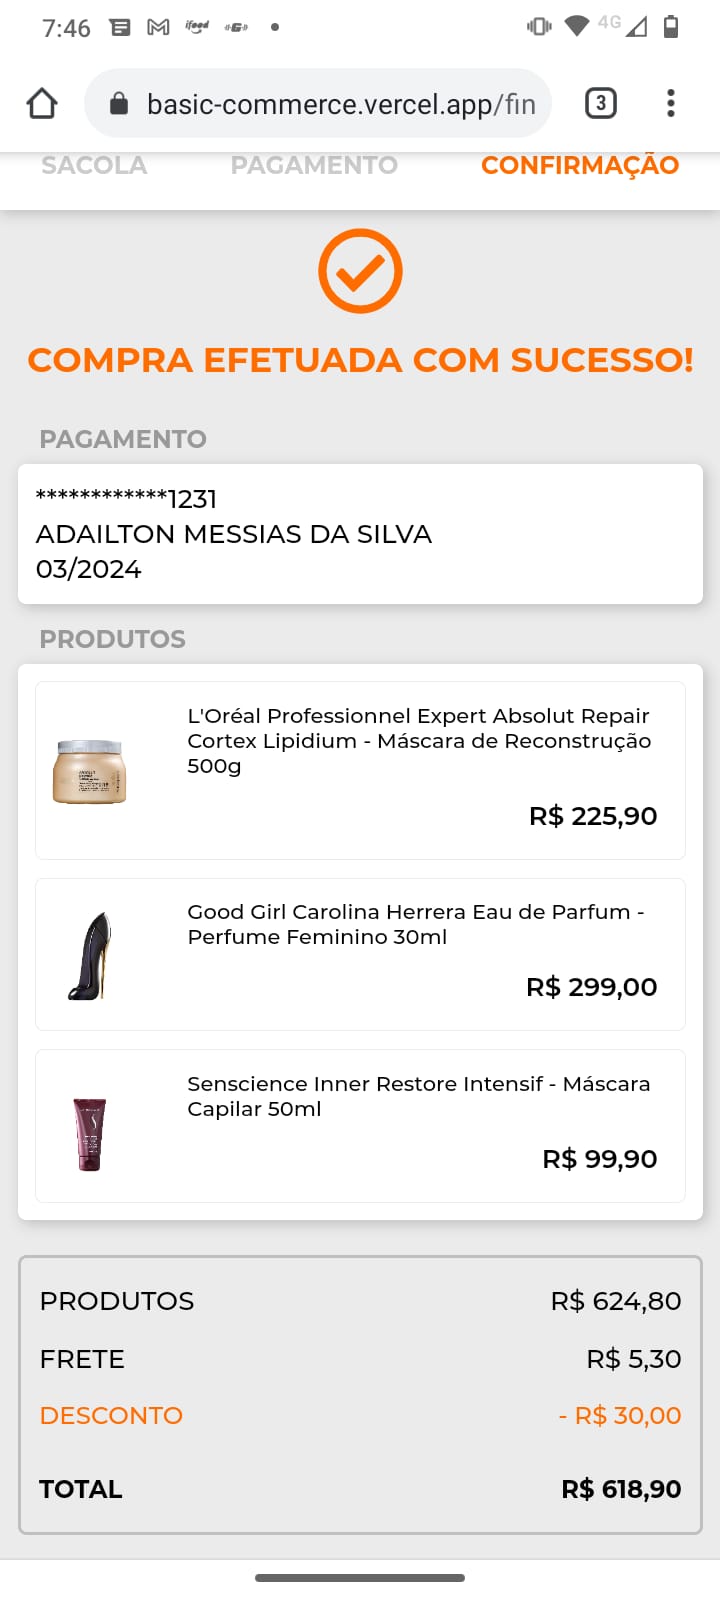 7:46
ifood
4G
basic-commerce.vercel.app/fin
3
SACOLA PAGAMENTO CONFIRMAÇÃO
COMPRA EFETUADA COM SUCESSO!
PAGAMENTO
************1231
ADAILTON MESSIAS DA SILVA
03/2024
PRODUTOS
L'Oréal Professionnel Expert Absolut Repair
Cortex Lipidium - Máscara de Reconstrução
500g
R$ 225,90
Good Girl Carolina Herrera Eau de Parfum -
Perfume Feminino 30ml
R$ 299,00
Senscience Inner Restore Intensif - Máscara
Capilar 50ml
R$ 99,90
PRODUTOS R$ 624,80
FRETE R$ 5,30
DESCONTO - R$ 30,00
TOTAL R$ 618,90